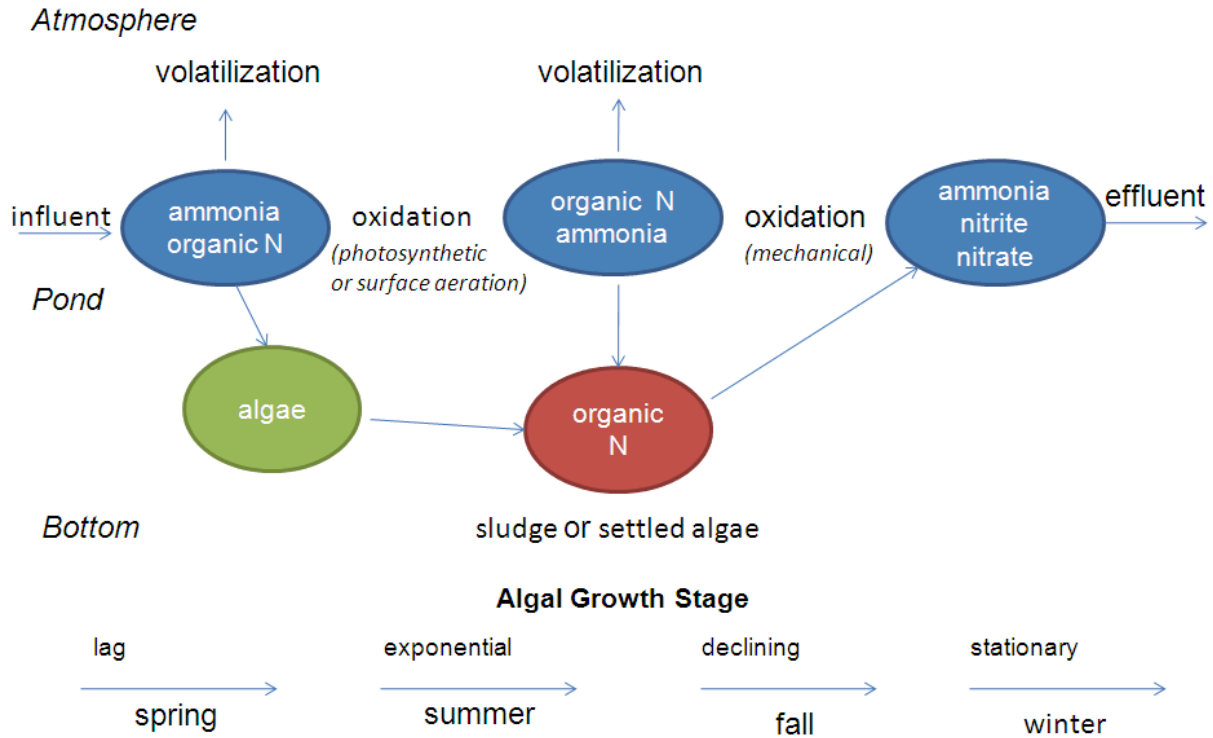 Atmosphere
volatilization
volatilization
influent
ammonia
organic N
oxidation
(photosynthetic
or surface aeration)
organic N
ammonia
oxidation
(mechanical)
ammonia
nitrite
nitrate
effluent
Pond
algae
organic
N
Bottom
sludge or settled algae
Algal Growth Stage
lag
exponential
declining
stationary
spring
summer
fall
winter